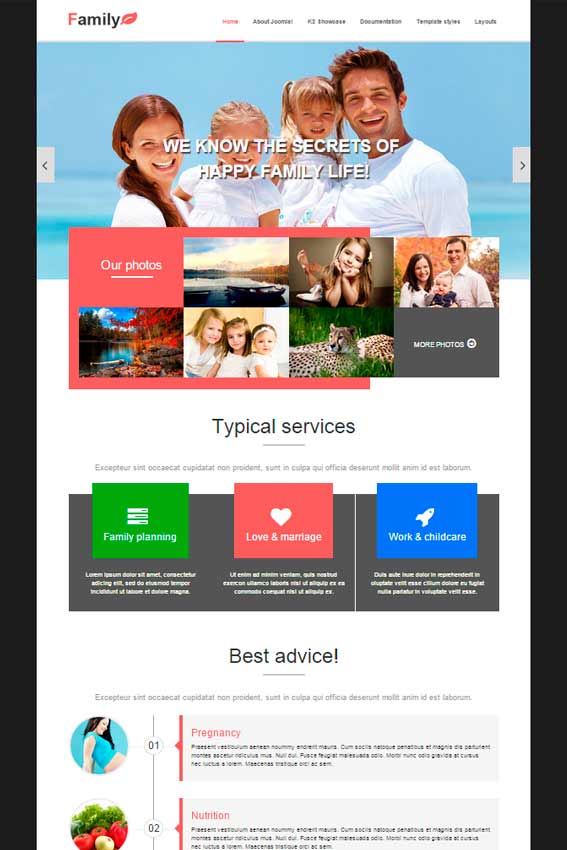 Family
Home About Joomla! K2 Showcase Documentation Template styles Layouts
WE KNOW THE SECRETS OF
HAPPY FAMILY LIFE!
Our photos
MORE PHOTOS
Typical services
Excepteur sint occaecat cupidatat non proident, sunt in culpa qui officia deserunt mollit anim id est laborum.
Family planning
Love & marriage
Work & childcare
Lorem ipsum dolor sit amet, consectetur
adicing elit, sed do eiusmod tempor
incididunt ut labore et dolore magna.
Ut enim ad minim veniam, quis nostrud
exercon ullamco laboris nisi ut aliquip ex ea
commodo coequat nisi ut aliquip ex.
Duis aute irure dolor in reprehenderit in
oluptate velit esse cillum dolore eu fugiat
nulla pariatur in voluptate velit esse.
Best advice!
Excepteur sint occaecat cupidatat non proident, sunt in culpa qui officia deserunt mollit anim id est laborum.
01
Pregnancy
Praesent vestibulum aenean noummy endrerit mauris. Cum sociis natoque penatibus et magnis dis parturient
montes ascetur ridiculus mus. Null dui. Fusce feugiat malesuada odio. Morbi nunc odio gravida at cursus
nec luctus a lorem. Maecenas tristique orci ac sem.
02
Nutrition
Praesent vestibulum aenean noummy endrerit mauris. Cum sociis natoque penatibus et magnis dis parturient
montes ascetur ridiculus mus. Null dui. Fusce feugiat malesuada odio. Morbi nunc odio gravida at cursus
nec luctus a lorem. Maecenas tristique orci ac sem.